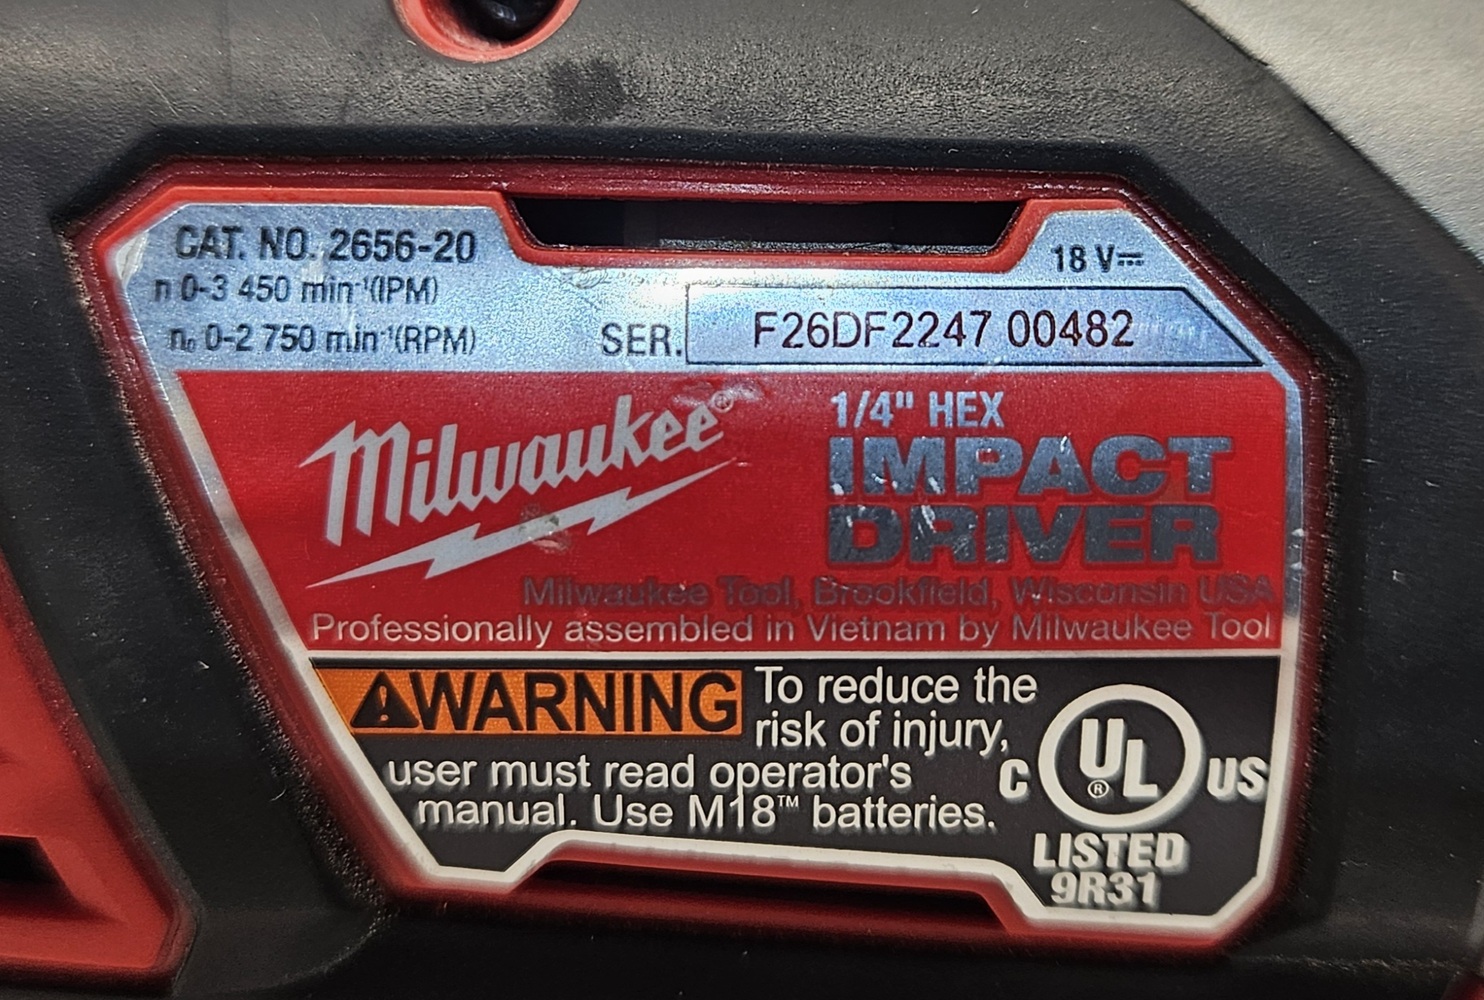 CAT. NO. 2656-20
18 V⎓
n 0-3 450 min⁻¹(IPM)
n₀ 0-2 750 min⁻¹(RPM)
SER. F26DF2247 00482
Milwaukee®
1/4" HEX
IMPACT
DRIVER
Milwaukee Tool, Brookfield, Wisconsin USA
Professionally assembled in Vietnam by Milwaukee Tool
⚠WARNING To reduce the
risk of injury,
user must read operator's
manual. Use M18™ batteries.
C UL® US
LISTED
9R31